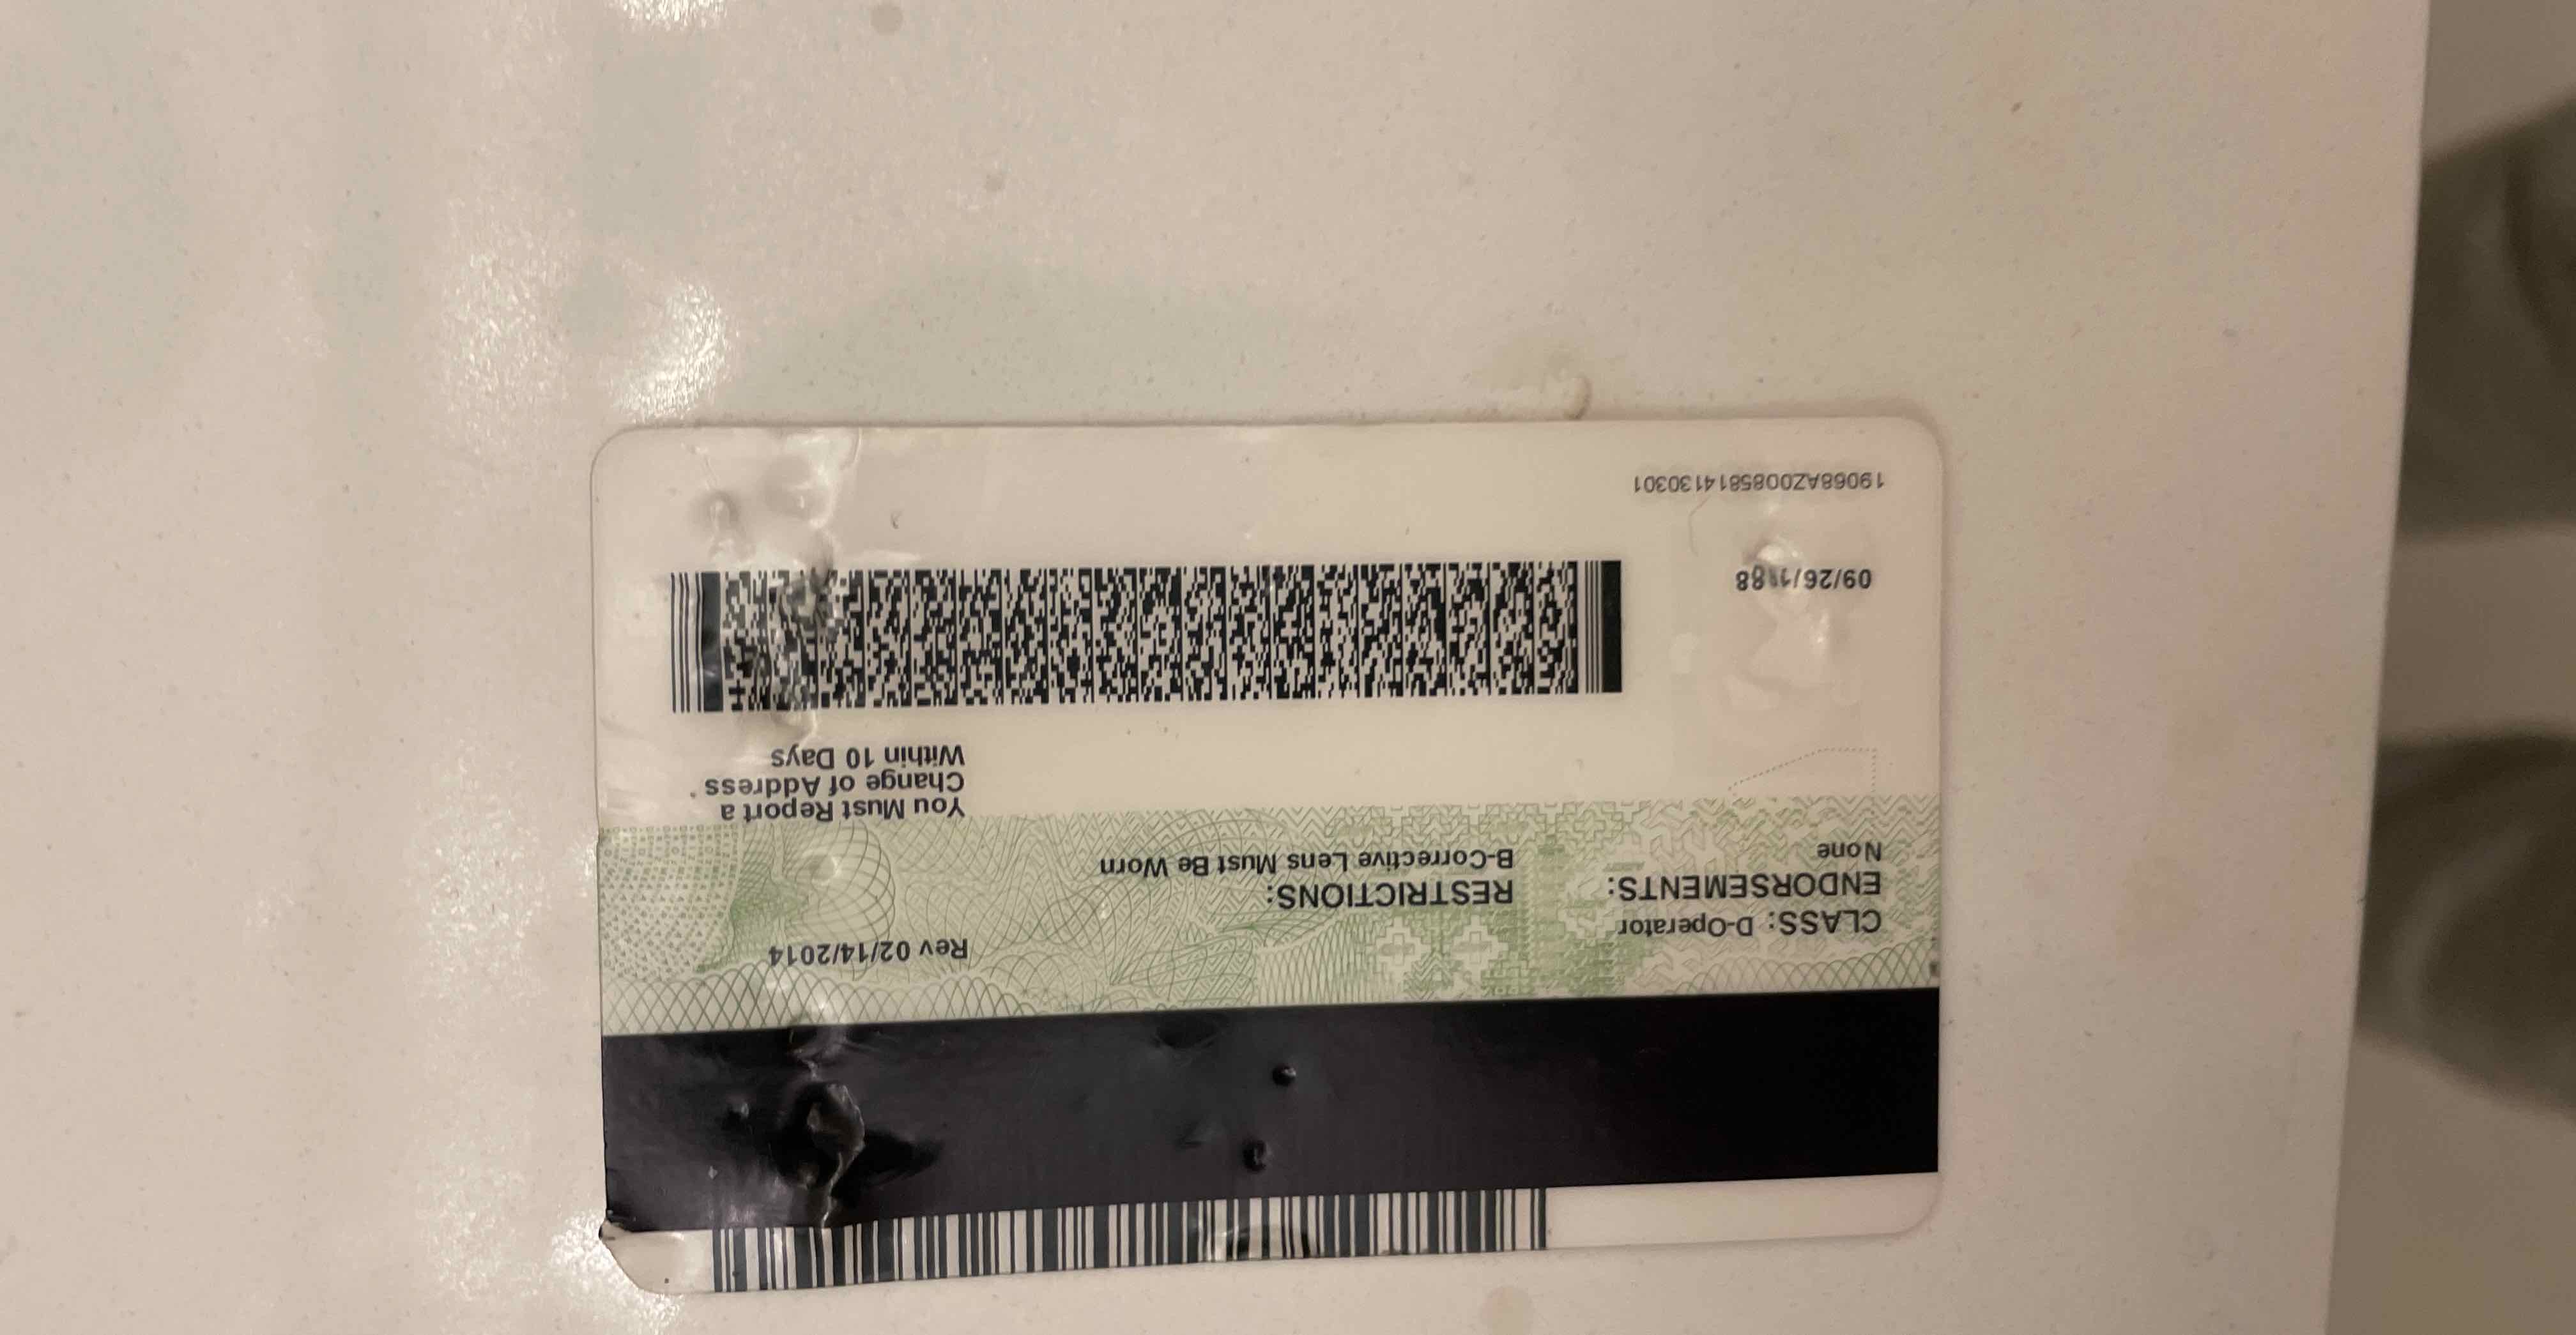 Rev 02/14/2014
CLASS: D-Operator
ENDORSEMENTS:
None
RESTRICTIONS:
B-Corrective Lens Must Be Worn
You Must Report a
Change of Address
Within 10 Days
19068AZ0085814130301